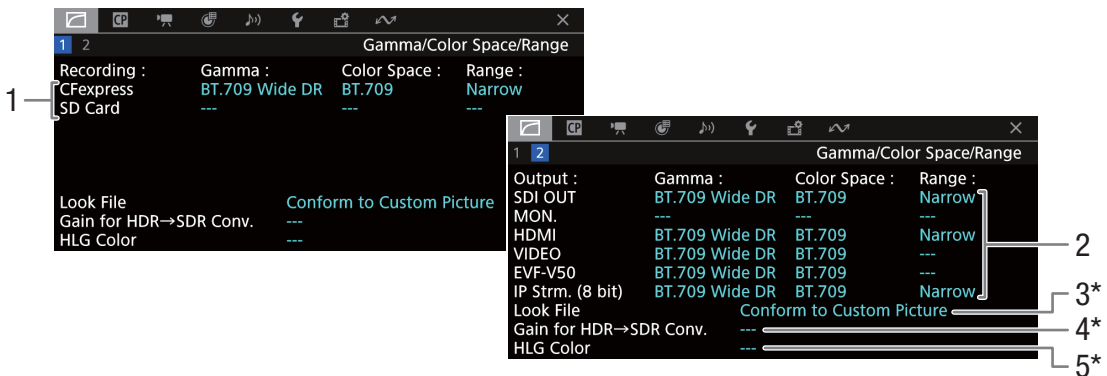 CP
1 2 Gamma/Color Space/Range
Recording : Gamma : Color Space : Range :
CFexpress BT.709 Wide DR BT.709 Narrow
SD Card --- --- ---
Look File Conform to Custom Picture
Gain for HDR→SDR Conv. ---
HLG Color ---
1
CP
1 2 Gamma/Color Space/Range
Output : Gamma : Color Space : Range :
SDI OUT BT.709 Wide DR BT.709 Narrow
MON. --- --- ---
HDMI BT.709 Wide DR BT.709 Narrow
VIDEO BT.709 Wide DR BT.709 ---
EVF-V50 BT.709 Wide DR BT.709 ---
IP Strm. (8 bit) BT.709 Wide DR BT.709 Narrow
Look File Conform to Custom Picture
Gain for HDR→SDR Conv. ---
HLG Color ---
2
3*
4*
5*